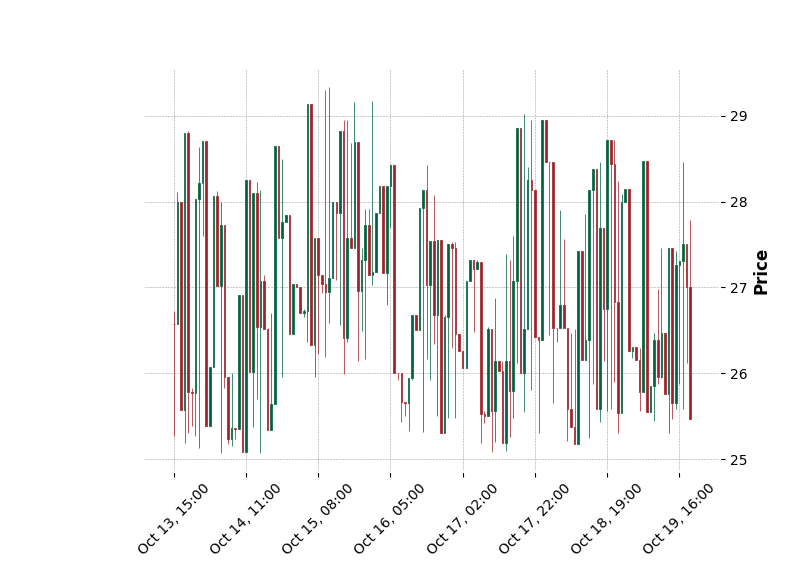 29
28
27
26
25
Price
Oct 13, 15:00
Oct 14, 11:00
Oct 15, 08:00
Oct 16, 05:00
Oct 17, 02:00
Oct 17, 22:00
Oct 18, 19:00
Oct 19, 16:00